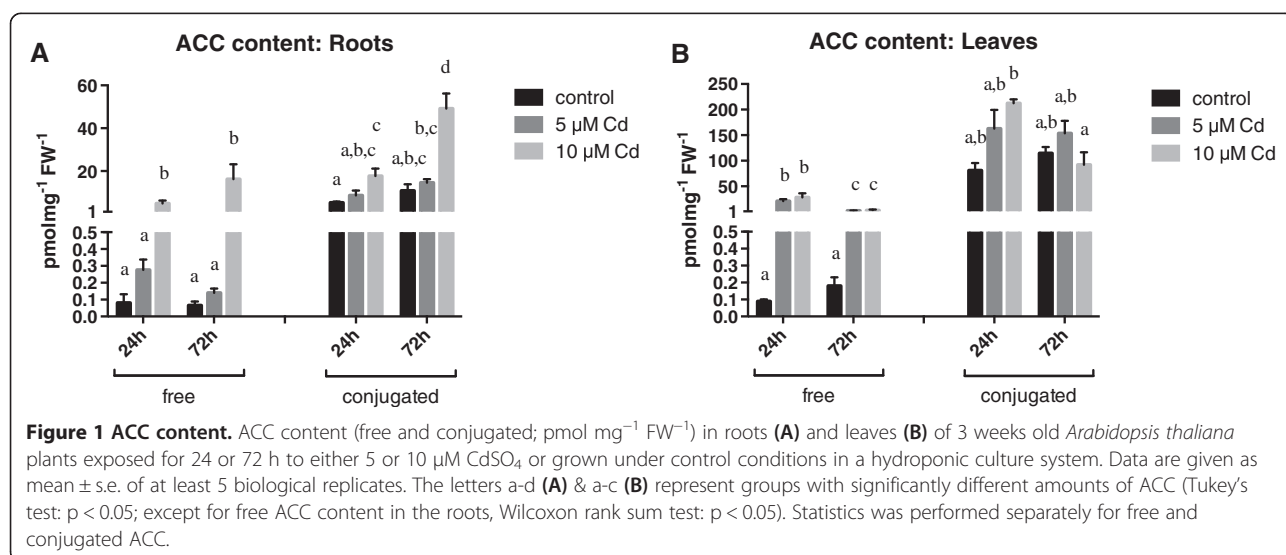 A
ACC content: Roots
60
40
20
1
0.5
0.4
0.3
0.2
0.1
0.0
pmolmg⁻¹ FW⁻¹
a
a
b
a
a
b
a
a,b,c
c
a,b,c
b,c
d
24h
72h
24h
72h
free
conjugated
control
5 µM Cd
10 µM Cd
B
ACC content: Leaves
250
200
150
100
50
1
0.5
0.4
0.3
0.2
0.1
0.0
pmolmg⁻¹ FW⁻¹
a
b
b
a
c
c
a,b
a,b
b
a,b
a,b
a
24h
72h
24h
72h
free
conjugated
control
5 µM Cd
10 µM Cd
Figure 1 ACC content. ACC content (free and conjugated; pmol mg⁻¹ FW⁻¹) in roots (A) and leaves (B) of 3 weeks old Arabidopsis thaliana
plants exposed for 24 or 72 h to either 5 or 10 µM CdSO₄ or grown under control conditions in a hydroponic culture system. Data are given as
mean ± s.e. of at least 5 biological replicates. The letters a-d (A) & a-c (B) represent groups with significantly different amounts of ACC (Tukey's
test: p < 0.05; except for free ACC content in the roots, Wilcoxon rank sum test: p < 0.05). Statistics was performed separately for free and
conjugated ACC.